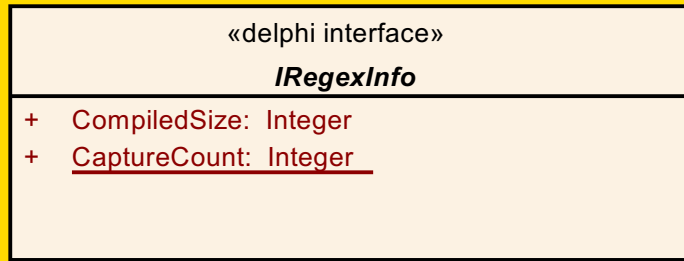 «delphi interface»
IRegexInfo
+ CompiledSize: Integer
+ CaptureCount: Integer